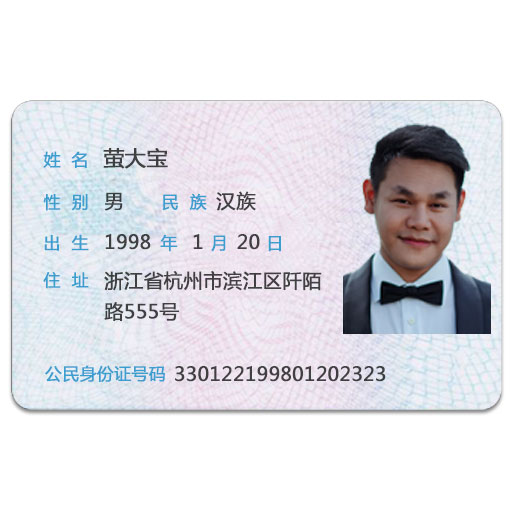 姓名 萤大宝
性别 男 民族 汉族
出生 1998 年 1 月 20 日
住址 浙江省杭州市滨江区阡陌
路555号
公民身份证号码 330122199801202323